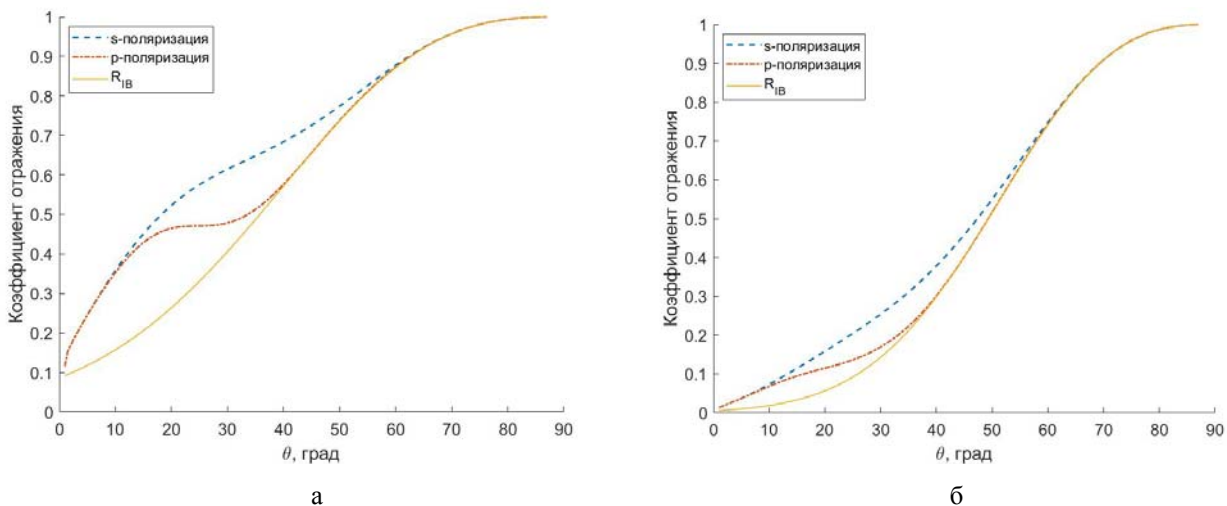 1
0.9
0.8
0.7
0.6
0.5
0.4
0.3
0.2
0.1
0
Коэффициент отражения
s-поляризация
p-поляризация
R_IB
0 10 20 30 40 50 60 70 80 90
θ, град
а
1
0.9
0.8
0.7
0.6
0.5
0.4
0.3
0.2
0.1
0
Коэффициент отражения
s-поляризация
p-поляризация
R_IB
0 10 20 30 40 50 60 70 80 90
θ, град
б